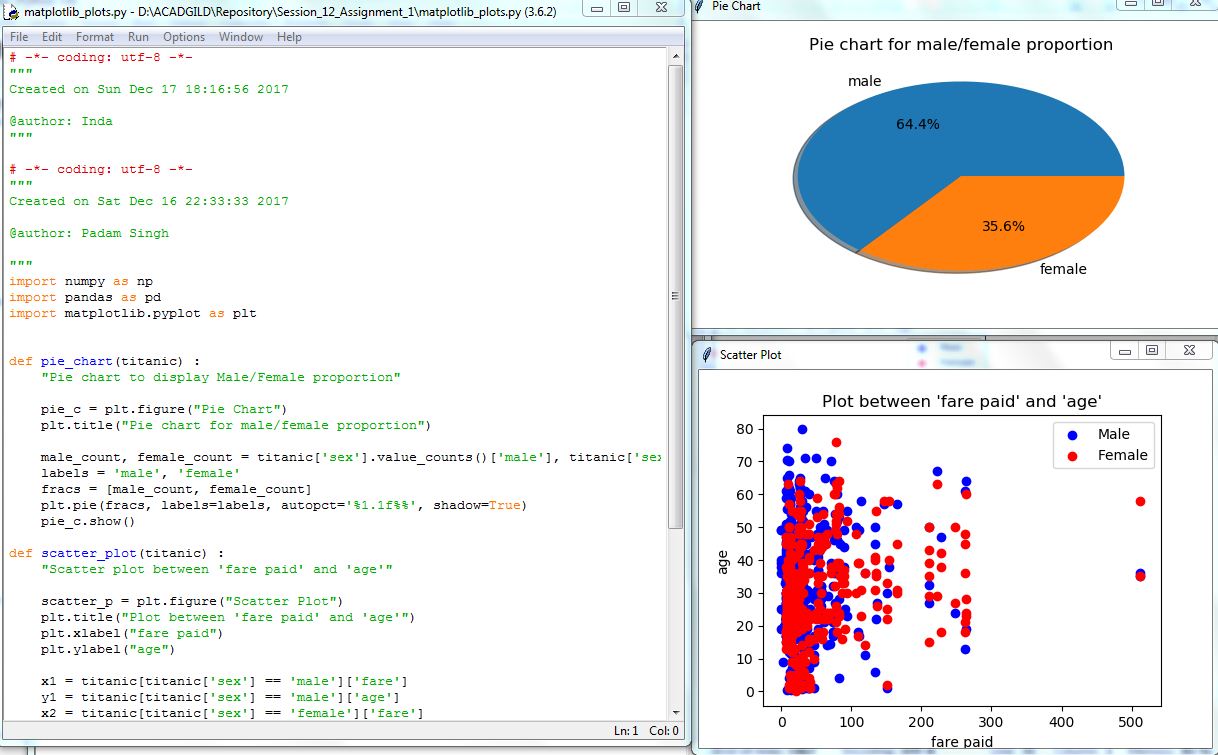 matplotlib_plots.py - D:\ACADGILD\Repository\Session_12_Assignment_1\matplotlib_plots.py (3.6.2)
File Edit Format Run Options Window Help
# -*- coding: utf-8 -*-
"""
Created on Sun Dec 17 18:16:56 2017
@author: Inda
"""
# -*- coding: utf-8 -*-
"""
Created on Sat Dec 16 22:33:33 2017
@author: Padam Singh
"""
import numpy as np
import pandas as pd
import matplotlib.pyplot as plt
def pie_chart(titanic) :
"Pie chart to display Male/Female proportion"
pie_c = plt.figure("Pie Chart")
plt.title("Pie chart for male/female proportion")
male_count, female_count = titanic['sex'].value_counts()['male'], titanic['sex
labels = 'male', 'female'
fracs = [male_count, female_count]
plt.pie(fracs, labels=labels, autopct='%1.1f%%', shadow=True)
pie_c.show()
def scatter_plot(titanic) :
"Scatter plot between 'fare paid' and 'age'"
scatter_p = plt.figure("Scatter Plot")
plt.title("Plot between 'fare paid' and 'age'")
plt.xlabel("fare paid")
plt.ylabel("age")
x1 = titanic[titanic['sex'] == 'male']['fare']
y1 = titanic[titanic['sex'] == 'male']['age']
x2 = titanic[titanic['sex'] == 'female']['fare']
Ln: 1 Col: 0
Pie Chart
Pie chart for male/female proportion
male
64.4%
35.6%
female
Scatter Plot
Plot between 'fare paid' and 'age'
Male
Female
80
70
60
50
40
30
20
10
0
age
0 100 200 300 400 500
fare paid